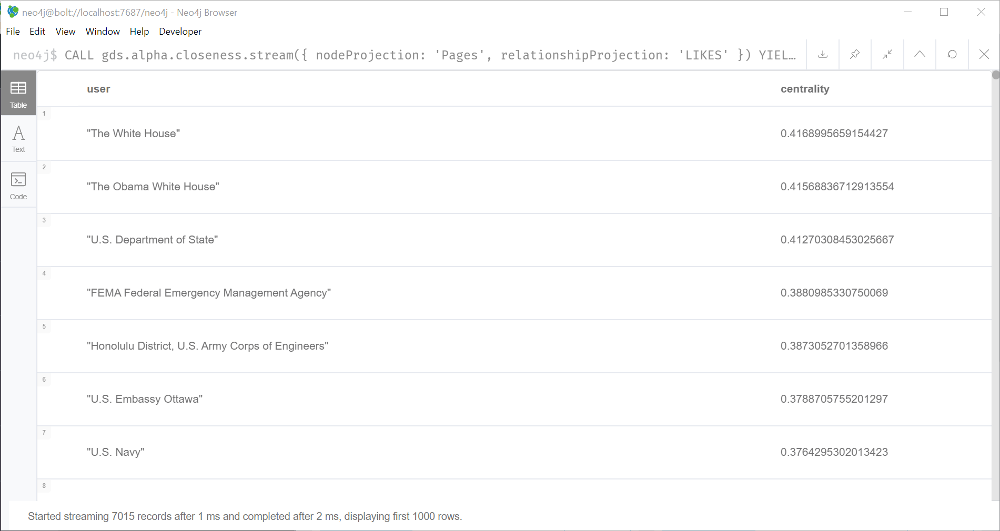 neo4j@bolt://localhost:7687/neo4j - Neo4j Browser
File Edit View Window Help Developer
neo4j$ CALL gds.alpha.closeness.stream({ nodeProjection: 'Pages', relationshipProjection: 'LIKES' }) YIEL…
Table
Text
Code
user centrality
1
"The White House" 0.4168995659154427
2
"The Obama White House" 0.41568836712913554
3
"U.S. Department of State" 0.41270308453025667
4
"FEMA Federal Emergency Management Agency" 0.3880985330750069
5
"Honolulu District, U.S. Army Corps of Engineers" 0.3873052701358966
6
"U.S. Embassy Ottawa" 0.3788705755201297
7
"U.S. Navy" 0.3764295302013423
8
Started streaming 7015 records after 1 ms and completed after 2 ms, displaying first 1000 rows.